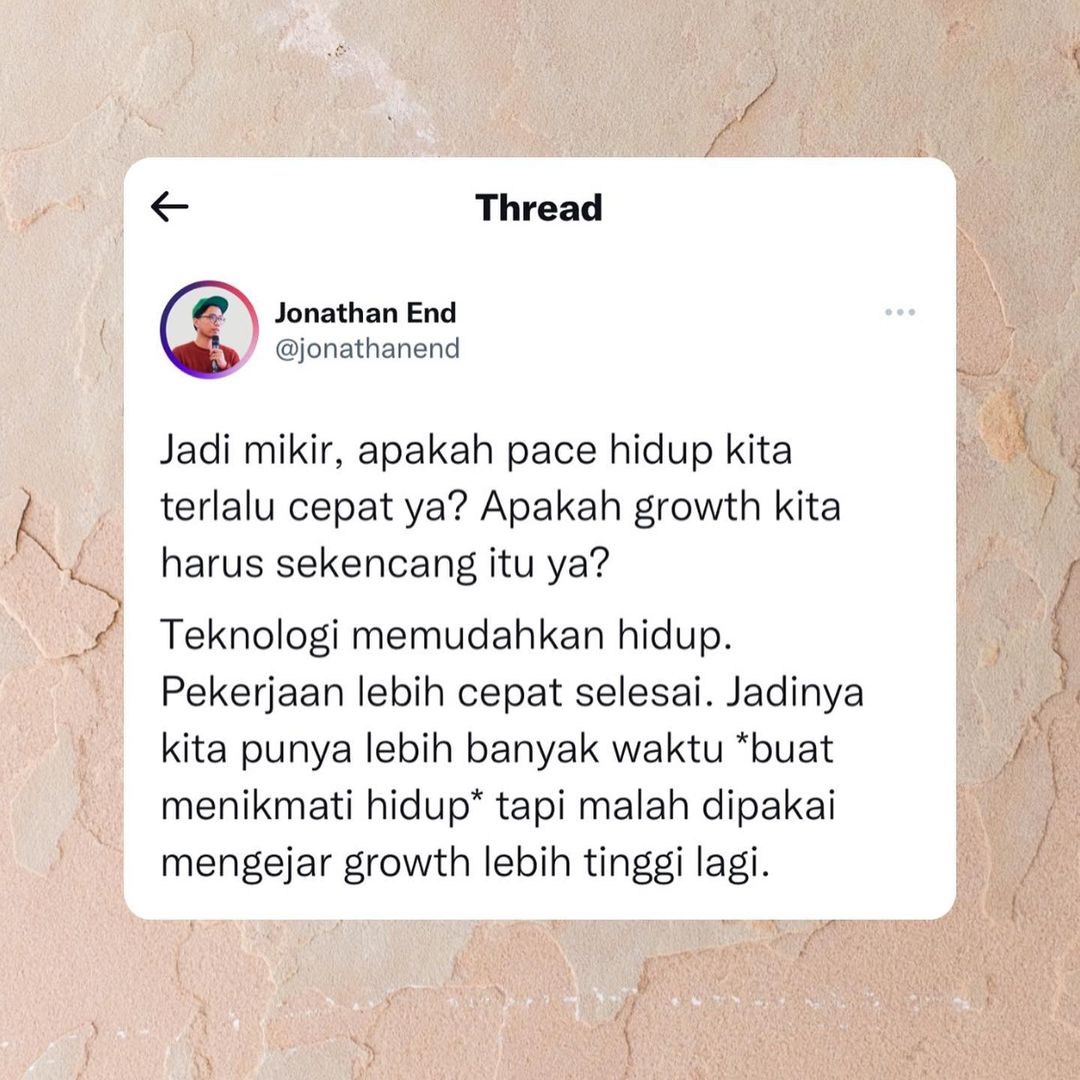 Thread
Jonathan End
@jonathanend
Jadi mikir, apakah pace hidup kita
terlalu cepat ya? Apakah growth kita
harus sekencang itu ya?
Teknologi memudahkan hidup.
Pekerjaan lebih cepat selesai. Jadinya
kita punya lebih banyak waktu *buat
menikmati hidup* tapi malah dipakai
mengejar growth lebih tinggi lagi.